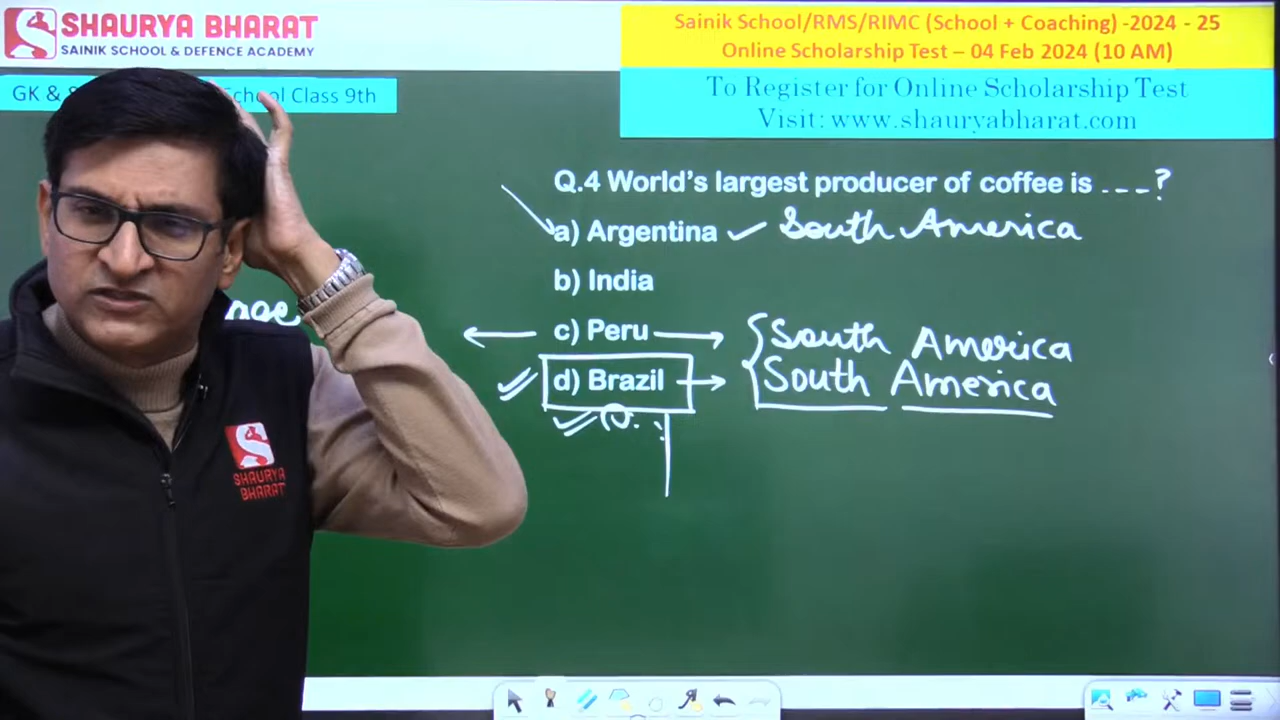 SHAURYA BHARAT
SAINIK SCHOOL & DEFENCE ACADEMY
Sainik School/RMS/RIMC (School + Coaching) -2024 - 25
Online Scholarship Test – 04 Feb 2024 (10 AM)
To Register for Online Scholarship Test
Visit: www.shauryabharat.com
GK & School Class 9th
Q.4 World's largest producer of coffee is ---?
a) Argentina South America
b) India
c) Peru South America
d) Brazil South America
SHAURYA
BHARAT